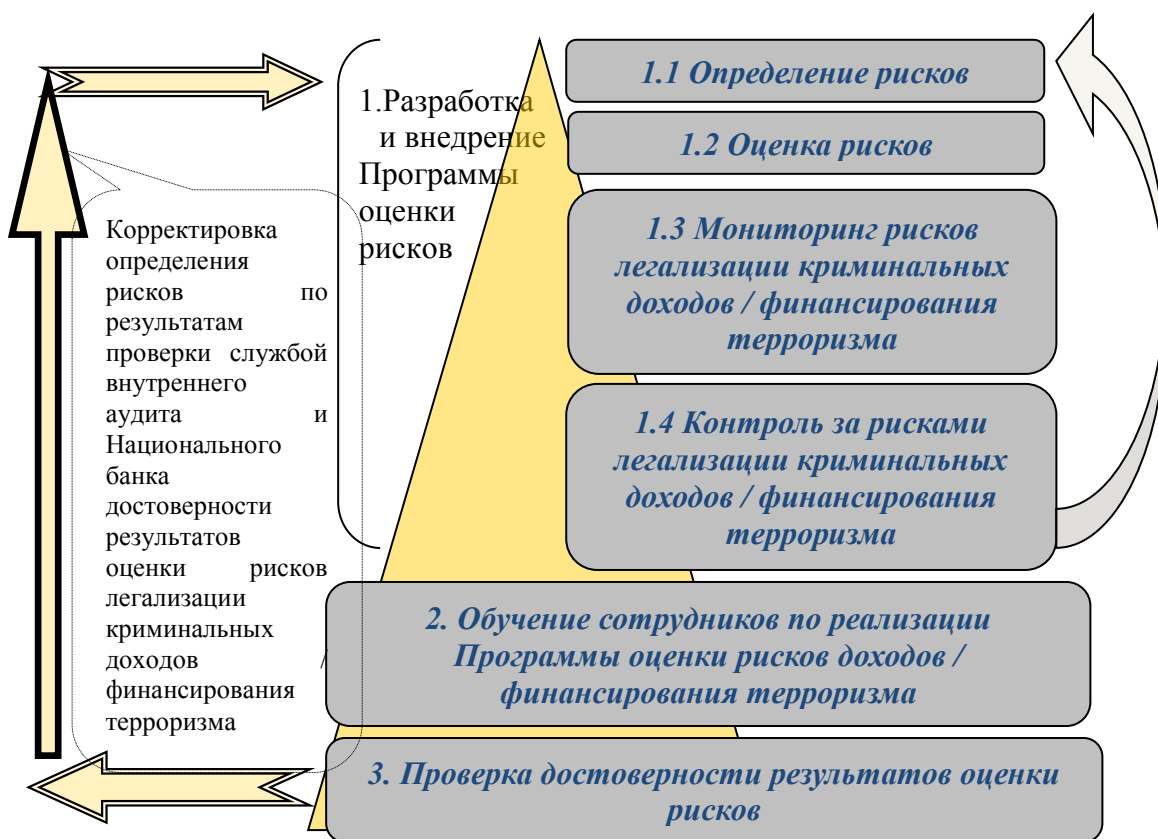 1.Разработка
и внедрение
Программы
оценки
рисков
1.1 Определение рисков
1.2 Оценка рисков
1.3 Мониторинг рисков
легализации криминальных
доходов / финансирования
терроризма
1.4 Контроль за рисками
легализации криминальных
доходов / финансирования
терроризма
Корректировка
определения
рисков по
результатам
проверки службой
внутреннего
аудита и
Национального
банка
достоверности
результатов
оценки рисков
легализации
криминальных
доходов /
финансирования
терроризма
2. Обучение сотрудников по реализации
Программы оценки рисков доходов /
финансирования терроризма
3. Проверка достоверности результатов оценки
рисков